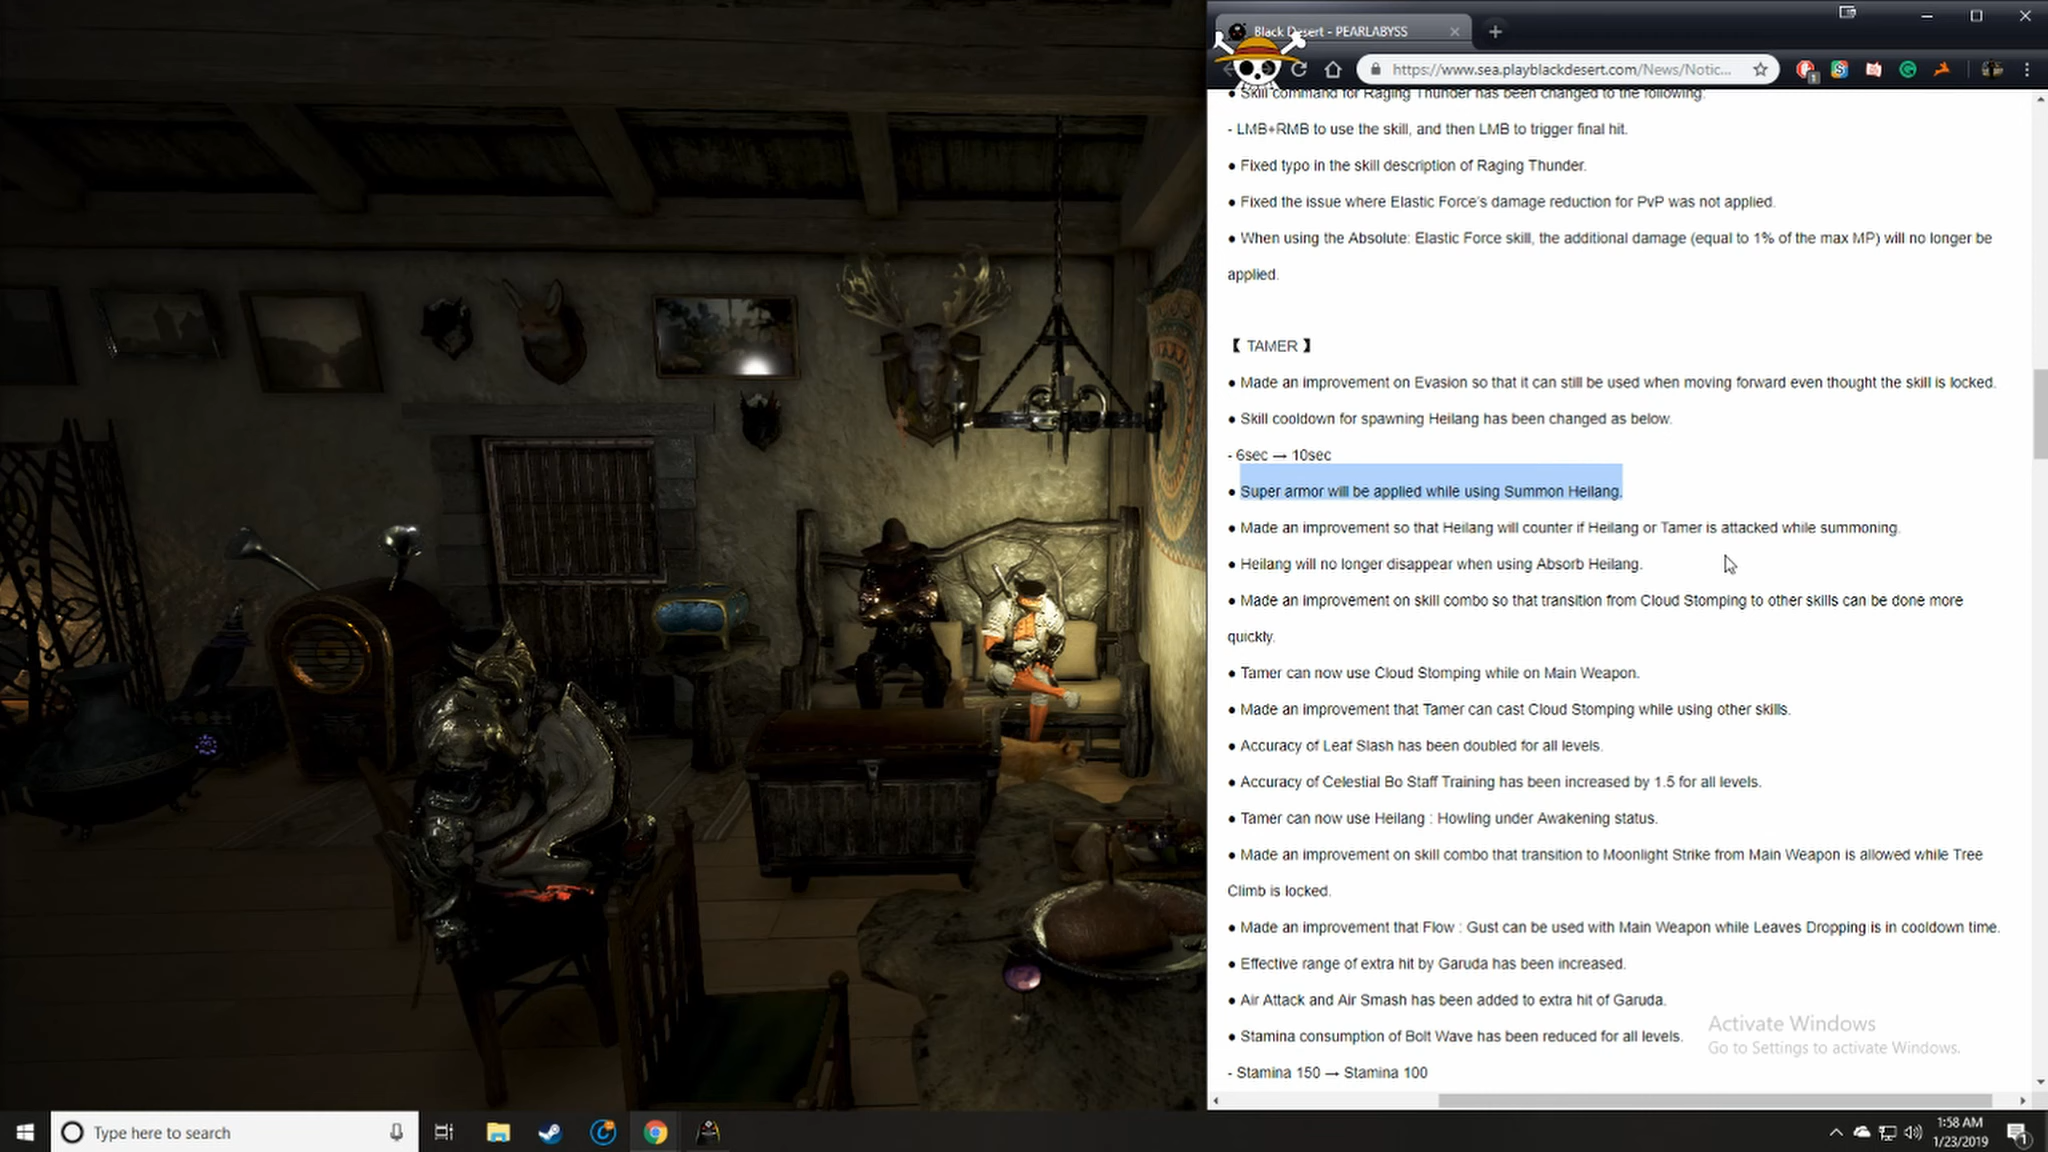 Black Desert - PEARLABYSS
https://www.sea.playblackdesert.com/News/Notic...
● Skill command for Raging Thunder has been changed to the following:
- LMB+RMB to use the skill, and then LMB to trigger final hit.
● Fixed typo in the skill description of Raging Thunder.
● Fixed the issue where Elastic Force's damage reduction for PvP was not applied.
● When using the Absolute: Elastic Force skill, the additional damage (equal to 1% of the max MP) will no longer be
applied.
【 TAMER 】
● Made an improvement on Evasion so that it can still be used when moving forward even thought the skill is locked.
● Skill cooldown for spawning Heilang has been changed as below.
- 6sec → 10sec
● Super armor will be applied while using Summon Heilang.
● Made an improvement so that Heilang will counter if Heilang or Tamer is attacked while summoning.
● Heilang will no longer disappear when using Absorb Heilang.
● Made an improvement on skill combo so that transition from Cloud Stomping to other skills can be done more
quickly.
● Tamer can now use Cloud Stomping while on Main Weapon.
● Made an improvement that Tamer can cast Cloud Stomping while using other skills.
● Accuracy of Leaf Slash has been doubled for all levels.
● Accuracy of Celestial Bo Staff Training has been increased by 1.5 for all levels.
● Tamer can now use Heilang : Howling under Awakening status.
● Made an improvement on skill combo that transition to Moonlight Strike from Main Weapon is allowed while Tree
Climb is locked.
● Made an improvement that Flow : Gust can be used with Main Weapon while Leaves Dropping is in cooldown time.
● Effective range of extra hit by Garuda has been increased.
● Air Attack and Air Smash has been added to extra hit of Garuda.
● Stamina consumption of Bolt Wave has been reduced for all levels.
- Stamina 150 → Stamina 100
Activate Windows
Go to Settings to activate Windows.
Type here to search
1:58 AM
1/23/2019
1